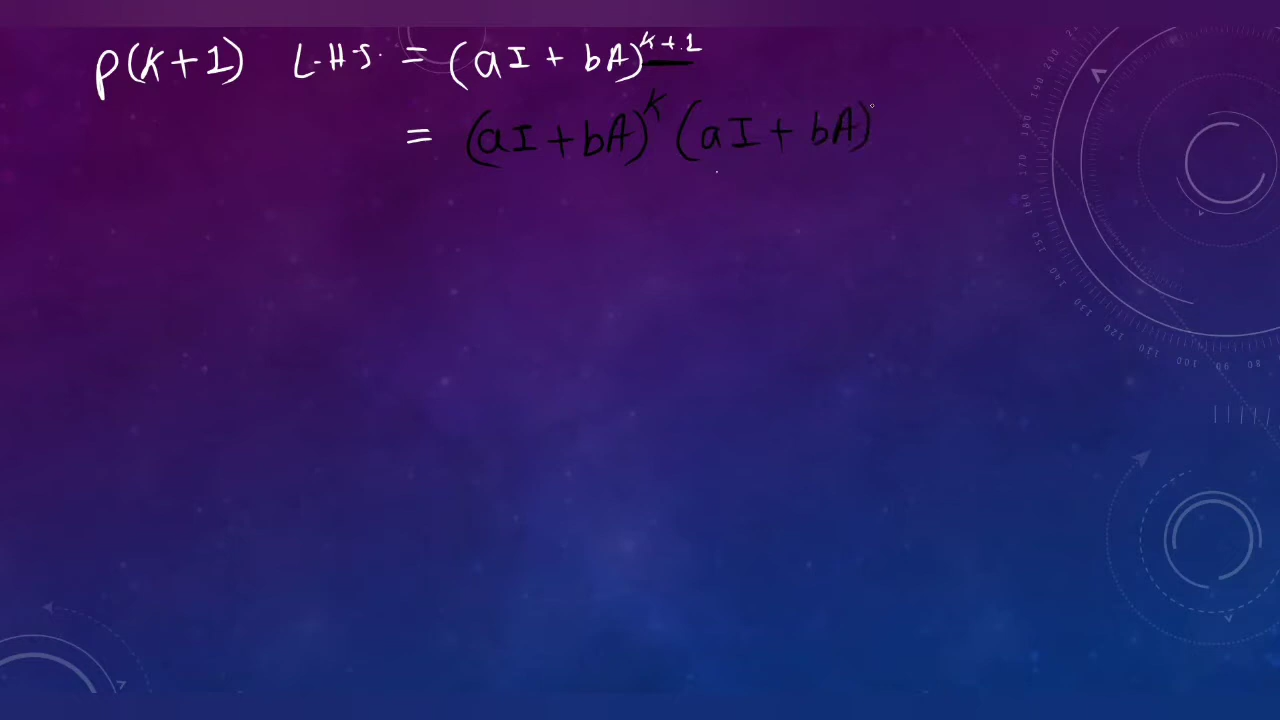 P(K+1) L.H.S. = (aI + bA)^{K+1}
= (aI + bA)^K (aI + bA)